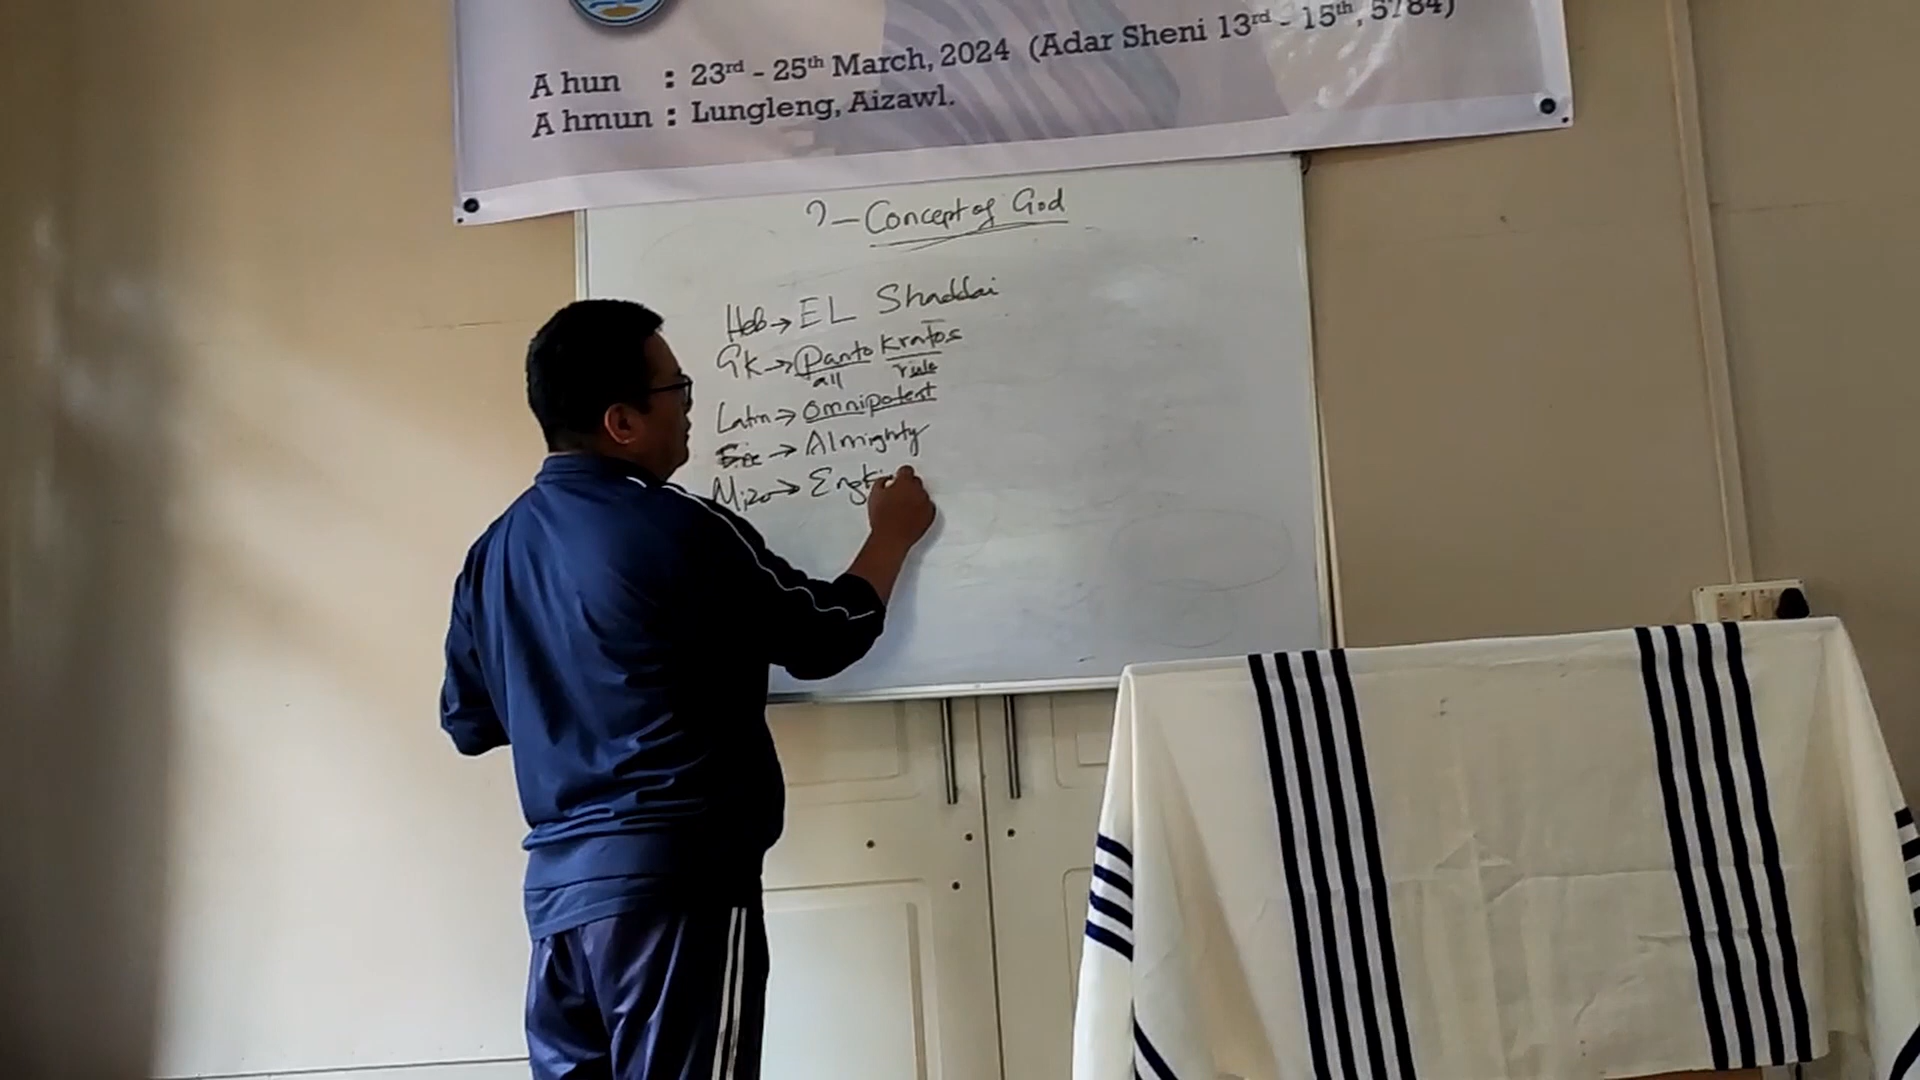 A hun : 23rd - 25th March, 2024 (Adar Sheni 13rd - 15th, 5784)
A hmun : Lungleng, Aizawl.
?—Concept of God
Heb→ EL Shaddai
Gk→ Panto Kratos
all rule
Latin→ Omnipotent
→ Almighty
Mizo→ Engki